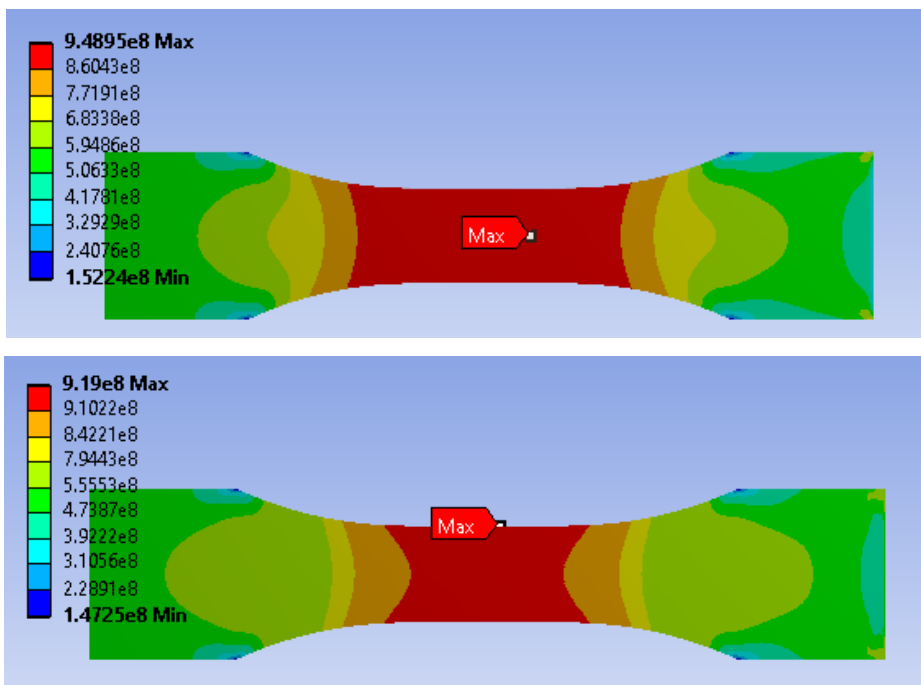 9.4895e8 Max
8.6043e8
7.7191e8
6.8338e8
5.9486e8
5.0633e8
4.1781e8
3.2929e8
2.4076e8
1.5224e8 Min
Max
9.19e8 Max
9.1022e8
8.4221e8
7.9443e8
5.5553e8
4.7387e8
3.9222e8
3.1056e8
2.2891e8
1.4725e8 Min
Max